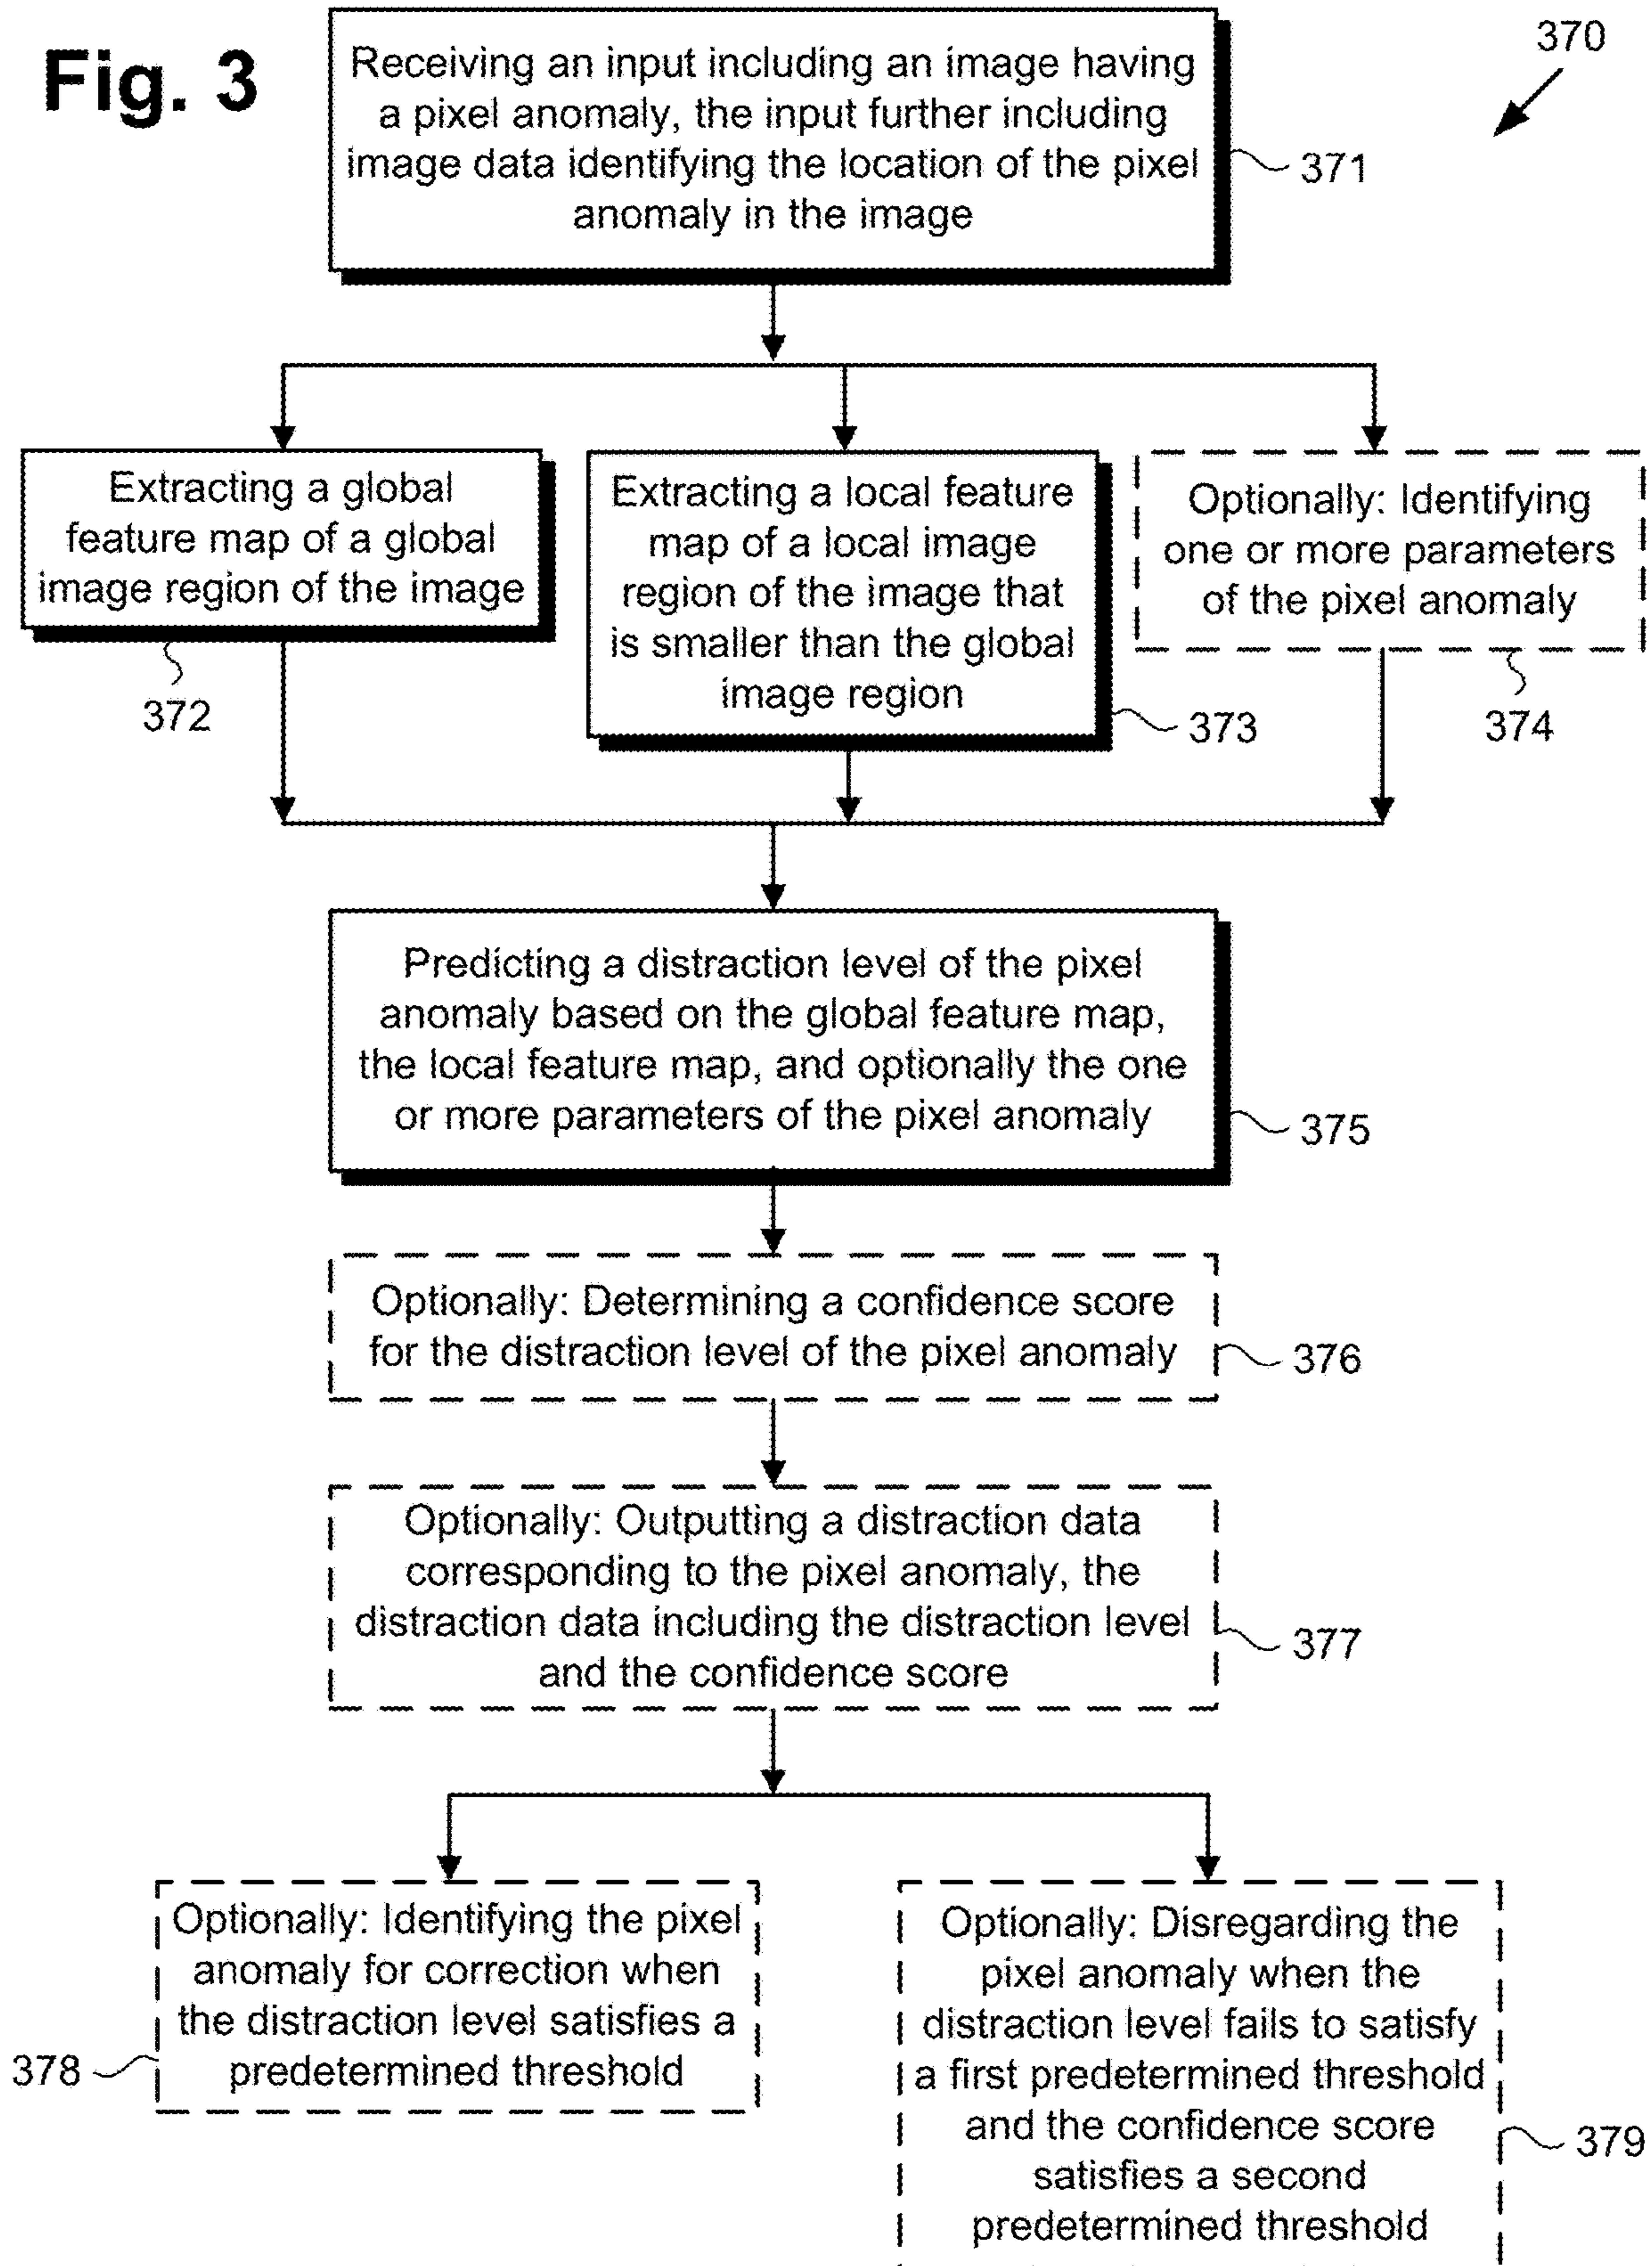 Fig. 3
370
Receiving an input including an image having
a pixel anomaly, the input further including
image data identifying the location of the pixel
anomaly in the image
371
Extracting a global
feature map of a global
image region of the image
372
Extracting a local feature
map of a local image
region of the image that
is smaller than the global
image region
373
Optionally: Identifying
one or more parameters
of the pixel anomaly
374
Predicting a distraction level of the pixel
anomaly based on the global feature map,
the local feature map, and optionally the one
or more parameters of the pixel anomaly
375
Optionally: Determining a confidence score
for the distraction level of the pixel anomaly
376
Optionally: Outputting a distraction data
corresponding to the pixel anomaly, the
distraction data including the distraction level
and the confidence score
377
Optionally: Identifying the pixel
anomaly for correction when
the distraction level satisfies a
predetermined threshold
378
Optionally: Disregarding the
pixel anomaly when the
distraction level fails to satisfy
a first predetermined threshold
and the confidence score
satisfies a second
predetermined threshold
379